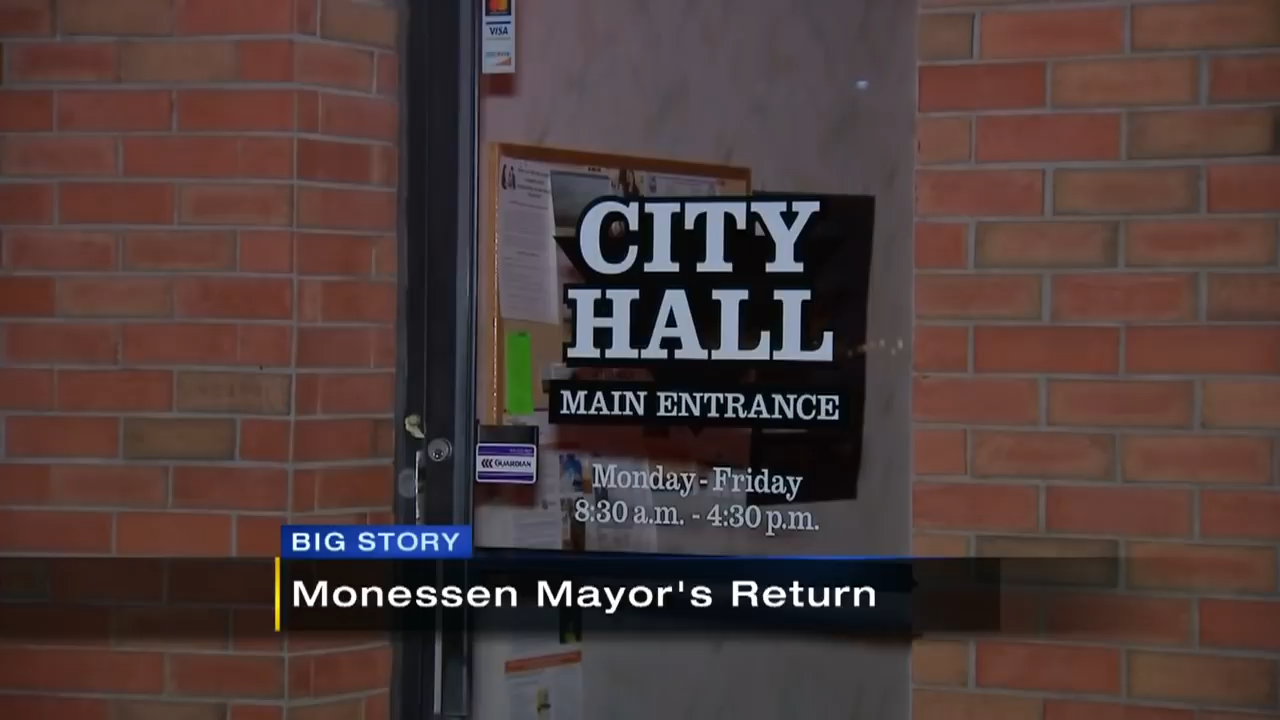 VISA
CITY
HALL
MAIN ENTRANCE
GUARDIAN
Monday - Friday
8:30 a.m. - 4:30 p.m.
BIG STORY
Monessen Mayor's Return